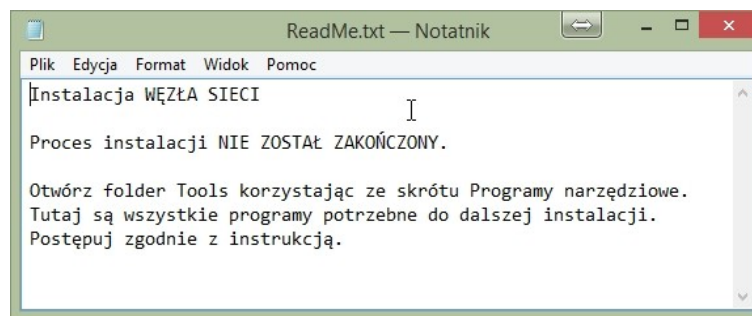 ReadMe.txt — Notatnik
Plik Edycja Format Widok Pomoc
Instalacja WĘZŁA SIECI
Proces instalacji NIE ZOSTAŁ ZAKOŃCZONY.
Otwórz folder Tools korzystając ze skrótu Programy narzędziowe.
Tutaj są wszystkie programy potrzebne do dalszej instalacji.
Postępuj zgodnie z instrukcją.